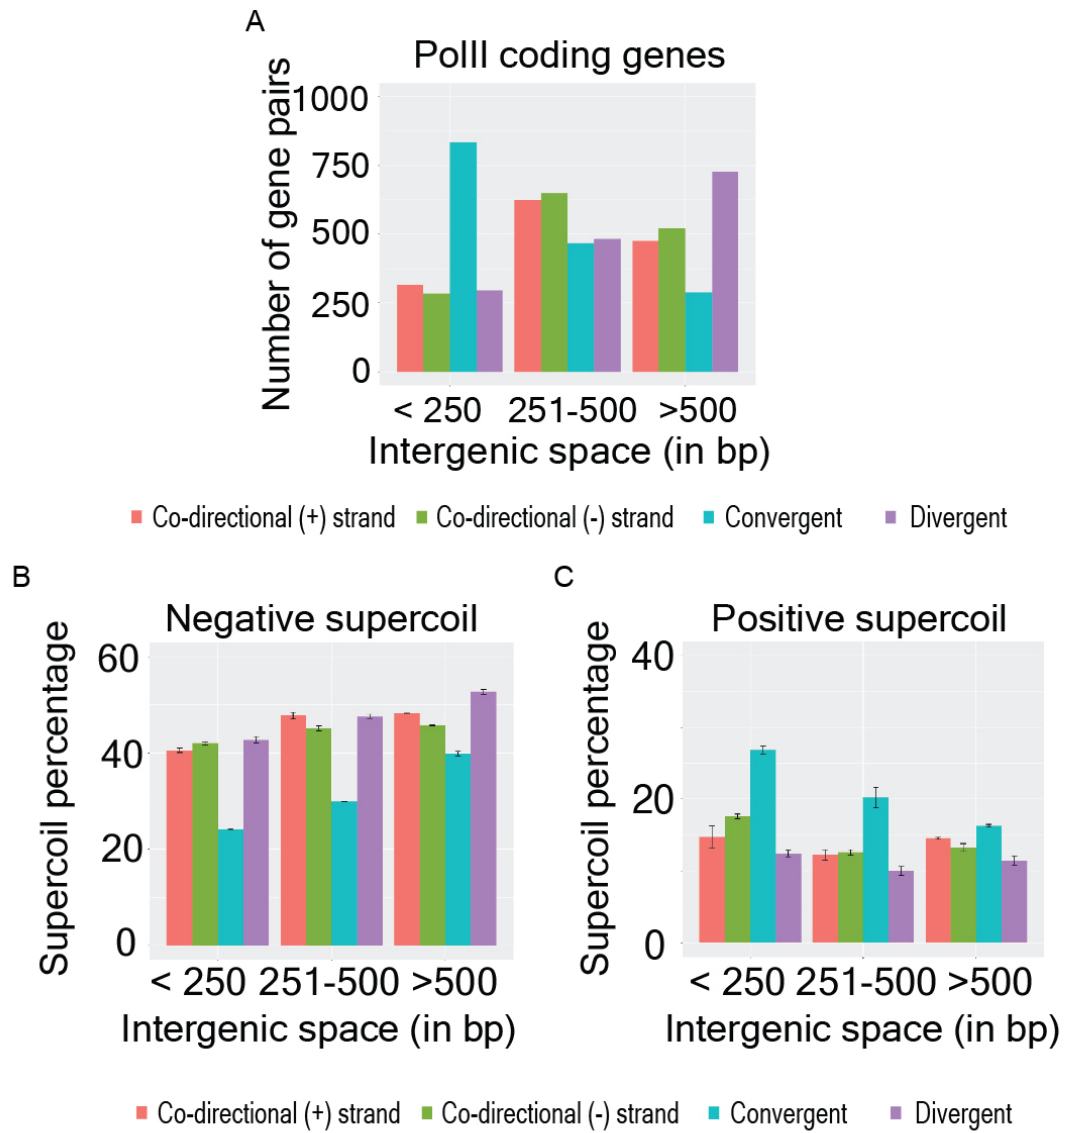 A
PolII coding genes
Number of gene pairs
1000
750
500
250
0
< 250 251-500 >500
Intergenic space (in bp)
Co-directional (+) strand Co-directional (-) strand Convergent Divergent
B
Negative supercoil
Supercoil percentage
60
40
20
0
< 250 251-500 >500
Intergenic space (in bp)
C
Positive supercoil
Supercoil percentage
40
20
0
< 250 251-500 >500
Intergenic space (in bp)
Co-directional (+) strand Co-directional (-) strand Convergent Divergent